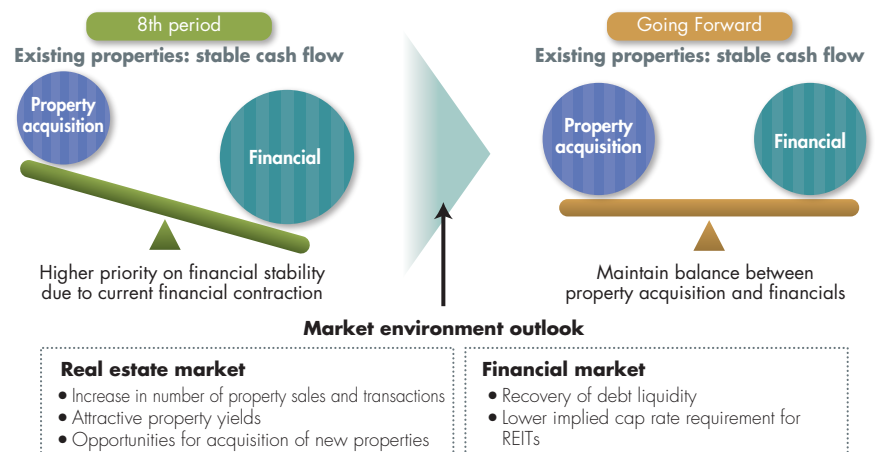 8th period
Existing properties: stable cash flow
Property
acquisition
Financial
Higher priority on financial stability
due to current financial contraction
Going Forward
Existing properties: stable cash flow
Property
acquisition
Financial
Maintain balance between
property acquisition and financials
Market environment outlook
Real estate market
• Increase in number of property sales and transactions
• Attractive property yields
• Opportunities for acquisition of new properties
Financial market
• Recovery of debt liquidity
• Lower implied cap rate requirement for
REITs